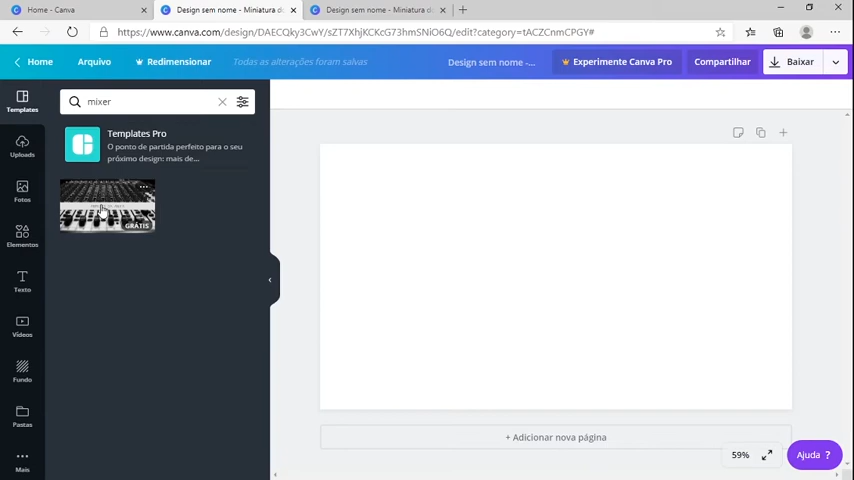 Home - Canva
Design sem nome - Miniatura d
Design sem nome - Miniatura d
https://www.canva.com/design/DAECQky3CwY/sZT7XhjKCKcG73hmSNiO6Q/edit?category=tACZCnmCPGY#
Home
Arquivo
Redimensionar
Todas as alterações foram salvas
Design sem nome -...
Experimente Canva Pro
Compartilhar
Baixar
Templates
mixer
Templates Pro
O ponto de partida perfeito para o seu
próximo design: mais de...
Uploads
GRÁTIS
Fotos
Elementos
Texto
Vídeos
Fundo
Pastas
Mais
+ Adicionar nova página
59%
Ajuda ?